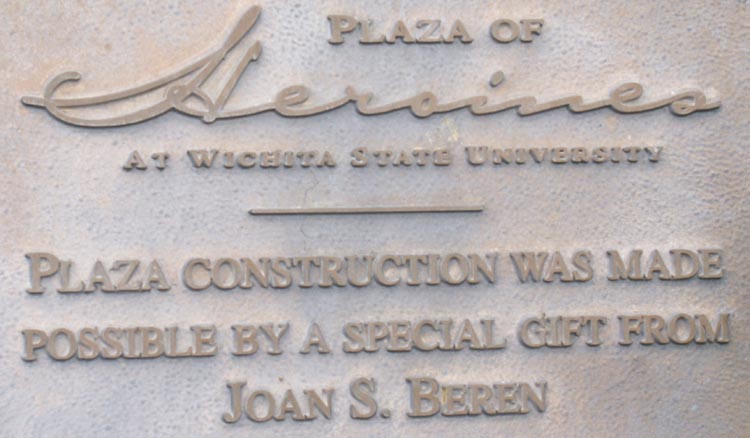 PLAZA OF
Heroines
AT WICHITA STATE UNIVERSITY
PLAZA CONSTRUCTION WAS MADE
POSSIBLE BY A SPECIAL GIFT FROM
JOAN S. BEREN